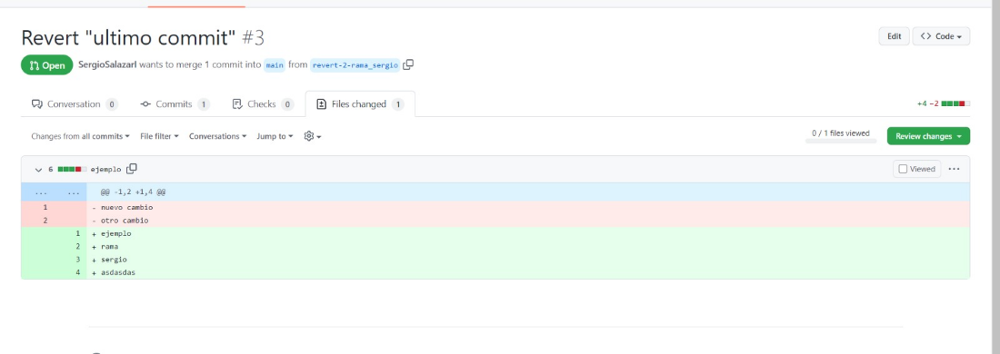 Revert "ultimo commit" #3
Edit
Code
Open
SergioSalazarI wants to merge 1 commit into main from revert-2-rama_sergio
Conversation 0
Commits 1
Checks 0
Files changed 1
+4 −2
Changes from all commits
File filter
Conversations
Jump to
0 / 1 files viewed
Review changes
6 ejemplo
Viewed
... ... @@ -1,2 +1,4 @@
1 - nuevo cambio
2 - otro cambio
1 + ejemplo
2 + rama
3 + sergio
4 + asdasdas